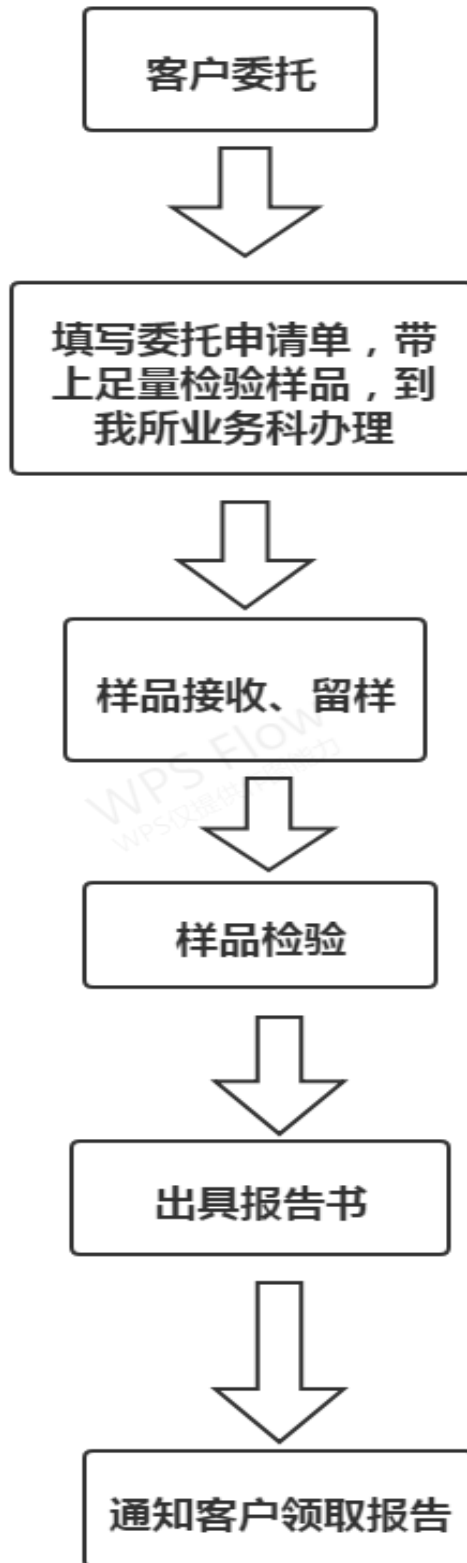 客户委托
填写委托申请单，带
上足量检验样品，到
我所业务科办理
样品接收、留样
WPS Flow
样品检验
出具报告书
通知客户领取报告